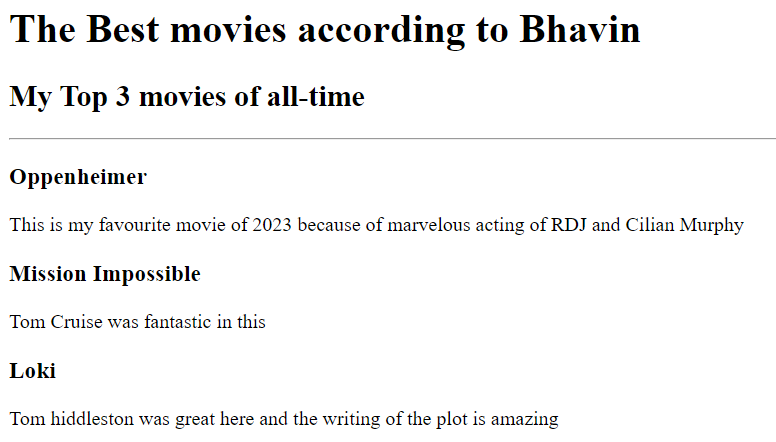 The Best movies according to Bhavin
My Top 3 movies of all-time
Oppenheimer
This is my favourite movie of 2023 because of marvelous acting of RDJ and Cilian Murphy
Mission Impossible
Tom Cruise was fantastic in this
Loki
Tom hiddleston was great here and the writing of the plot is amazing